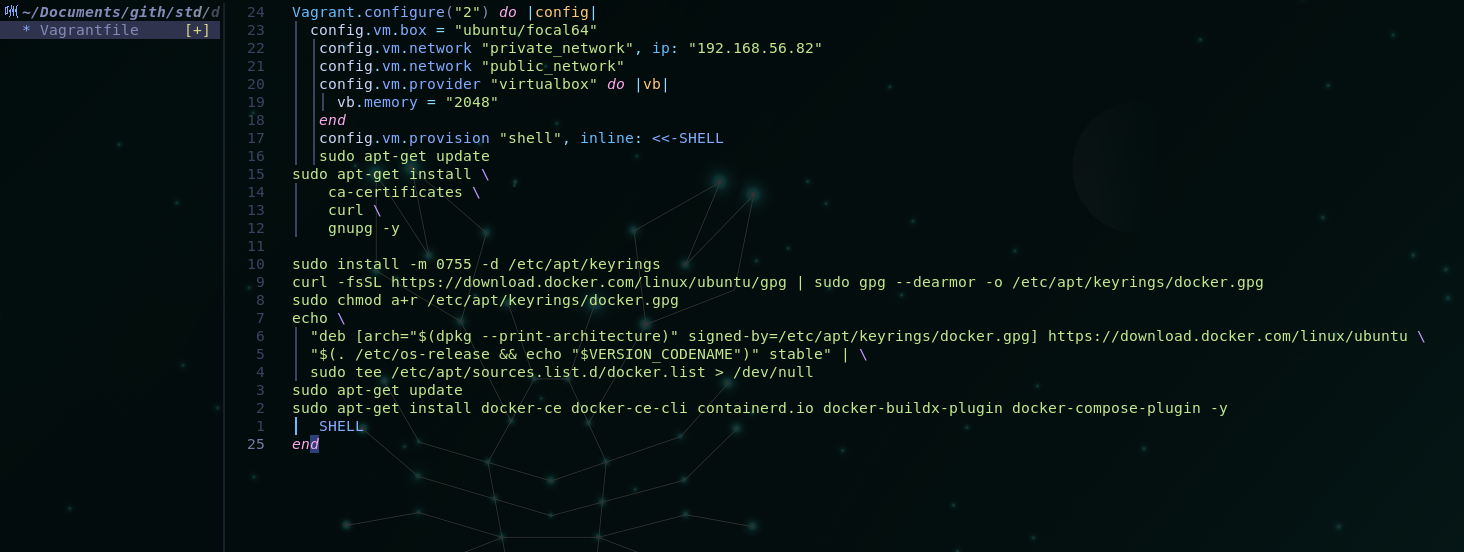 ~/Documents/gith/std/d
* Vagrantfile [+]
24 Vagrant.configure("2") do |config|
23 config.vm.box = "ubuntu/focal64"
22 config.vm.network "private_network", ip: "192.168.56.82"
21 config.vm.network "public_network"
20 config.vm.provider "virtualbox" do |vb|
19 vb.memory = "2048"
18 end
17 config.vm.provision "shell", inline: <<-SHELL
16 sudo apt-get update
15 sudo apt-get install \
14 ca-certificates \
13 curl \
12 gnupg -y
11
10 sudo install -m 0755 -d /etc/apt/keyrings
9 curl -fsSL https://download.docker.com/linux/ubuntu/gpg | sudo gpg --dearmor -o /etc/apt/keyrings/docker.gpg
8 sudo chmod a+r /etc/apt/keyrings/docker.gpg
7 echo \
6 "deb [arch="$(dpkg --print-architecture)" signed-by=/etc/apt/keyrings/docker.gpg] https://download.docker.com/linux/ubuntu \
5 "$(. /etc/os-release && echo "$VERSION_CODENAME")" stable" | \
4 sudo tee /etc/apt/sources.list.d/docker.list > /dev/null
3 sudo apt-get update
2 sudo apt-get install docker-ce docker-ce-cli containerd.io docker-buildx-plugin docker-compose-plugin -y
1 SHELL
25 end